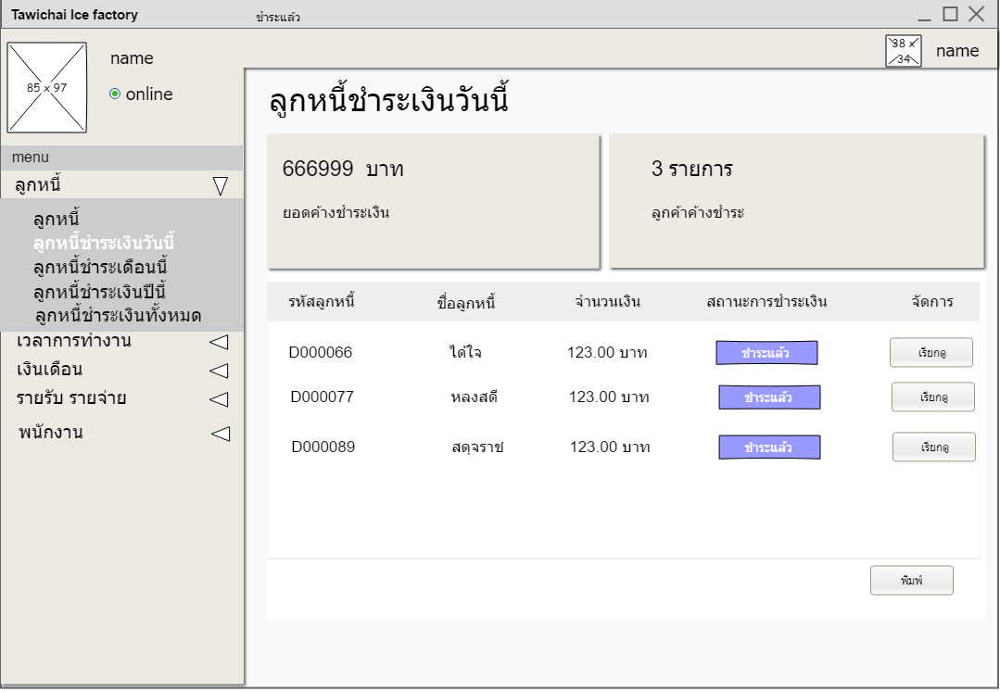 Tawichai Ice factory
ชำระแล้ว
38 x 34
name
85 x 97
name
online
menu
ลูกหนี้
ลูกหนี้
ลูกหนี้ชำระเงินวันนี้
ลูกหนี้ชำระเดือนนี้
ลูกหนี้ชำระเงินปีนี้
ลูกหนี้ชำระเงินทั้งหมด
เวลาการทำงาน
เงินเดือน
รายรับ รายจ่าย
พนักงาน
ลูกหนี้ชำระเงินวันนี้
666999 บาท
ยอดค้างชำระเงิน
3 รายการ
ลูกค้าค้างชำระ
รหัสลูกหนี้ ชื่อลูกหนี้ จำนวนเงิน สถานะการชำระเงิน จัดการ
D000066 ได้ใจ 123.00 บาท ชำระแล้ว เรียกดู
D000077 หลงสดี 123.00 บาท ชำระแล้ว เรียกดู
D000089 สดุจราช 123.00 บาท ชำระแล้ว เรียกดู
พิมพ์